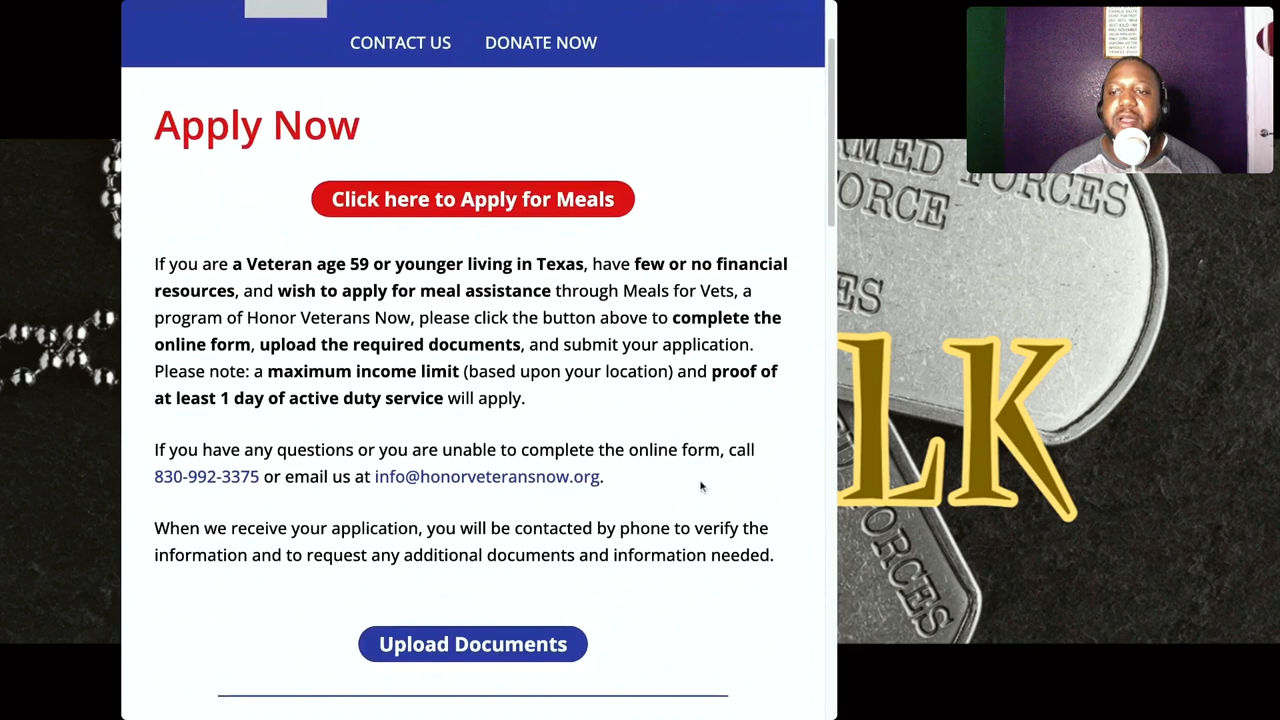 CONTACT US DONATE NOW
Apply Now
Click here to Apply for Meals
If you are a Veteran age 59 or younger living in Texas, have few or no financial
resources, and wish to apply for meal assistance through Meals for Vets, a
program of Honor Veterans Now, please click the button above to complete the
online form, upload the required documents, and submit your application.
Please note: a maximum income limit (based upon your location) and proof of
at least 1 day of active duty service will apply.
If you have any questions or you are unable to complete the online form, call
830-992-3375 or email us at info@honorveteransnow.org.
When we receive your application, you will be contacted by phone to verify the
information and to request any additional documents and information needed.
Upload Documents
FORCES
LK
FORCES